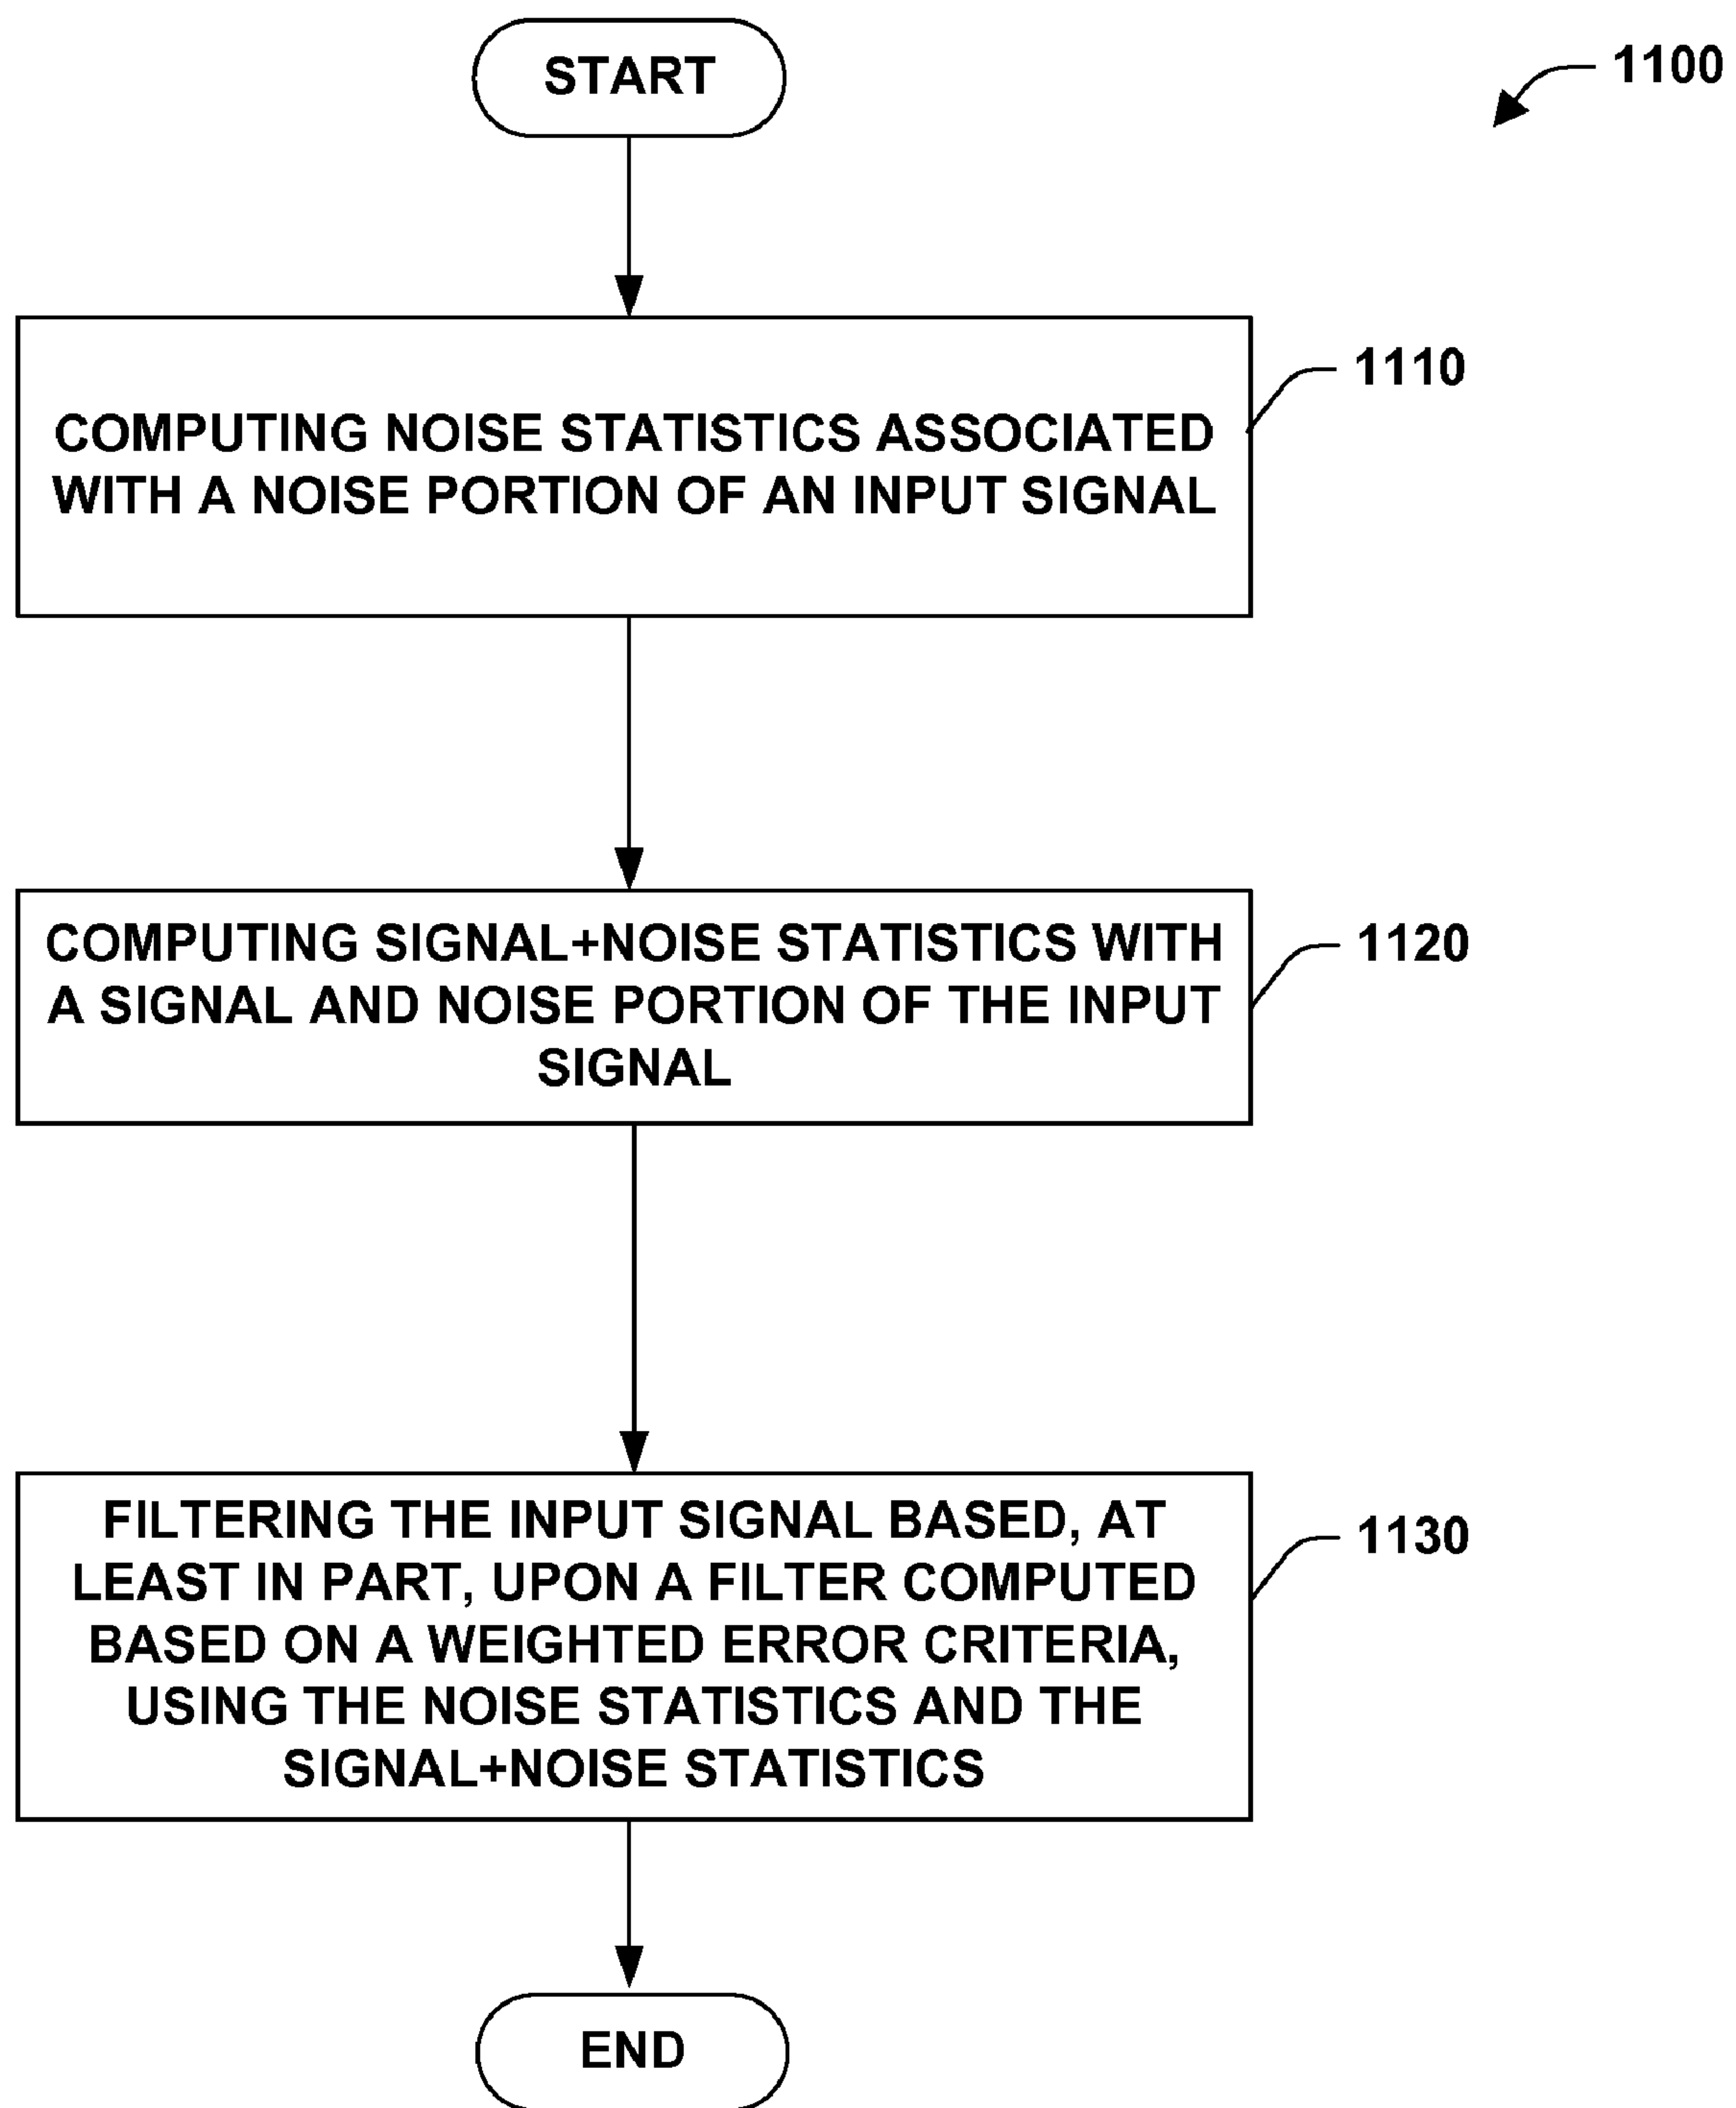 START
1100
1110
COMPUTING NOISE STATISTICS ASSOCIATED
WITH A NOISE PORTION OF AN INPUT SIGNAL
1120
COMPUTING SIGNAL+NOISE STATISTICS WITH
A SIGNAL AND NOISE PORTION OF THE INPUT
SIGNAL
1130
FILTERING THE INPUT SIGNAL BASED, AT
LEAST IN PART, UPON A FILTER COMPUTED
BASED ON A WEIGHTED ERROR CRITERIA,
USING THE NOISE STATISTICS AND THE
SIGNAL+NOISE STATISTICS
END